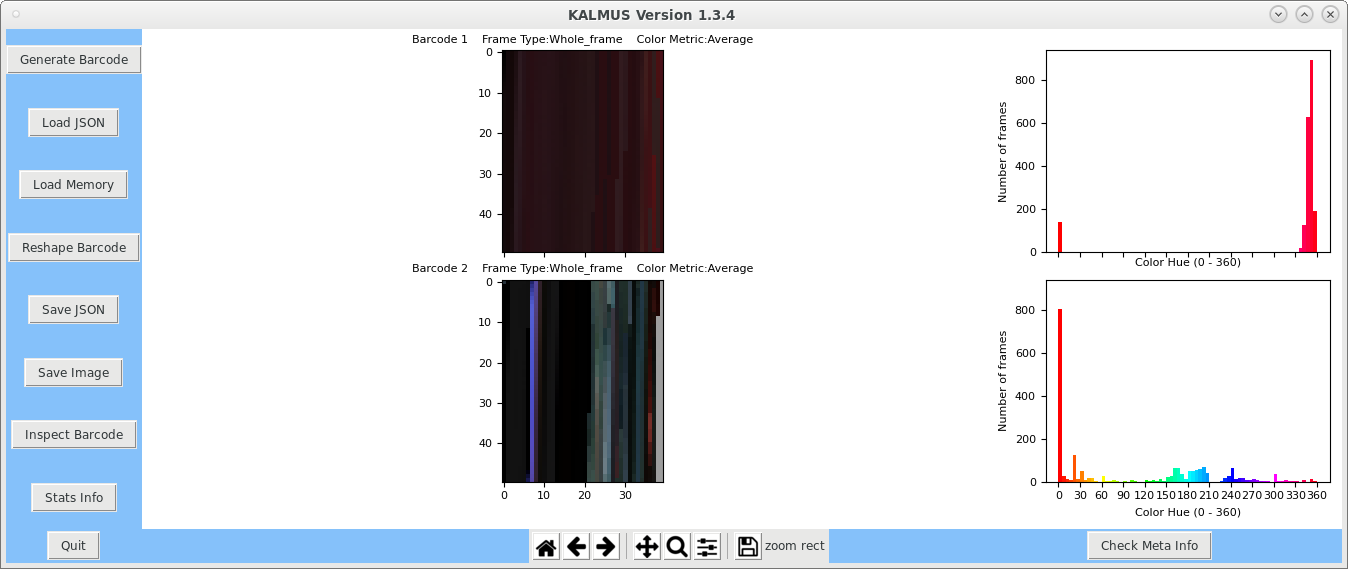 KALMUS Version 1.3.4
Generate Barcode
Load JSON
Load Memory
Reshape Barcode
Save JSON
Save Image
Inspect Barcode
Stats Info
Quit
Barcode 1 Frame Type:Whole_frame Color Metric:Average
0
10
20
30
40
Number of frames
800
600
400
200
0
Color Hue (0 - 360)
Barcode 2 Frame Type:Whole_frame Color Metric:Average
0
10
20
30
40
0 10 20 30
Number of frames
800
600
400
200
0
0 30 60 90 120 150 180 210 240 270 300 330 360
Color Hue (0 - 360)
zoom rect
Check Meta Info